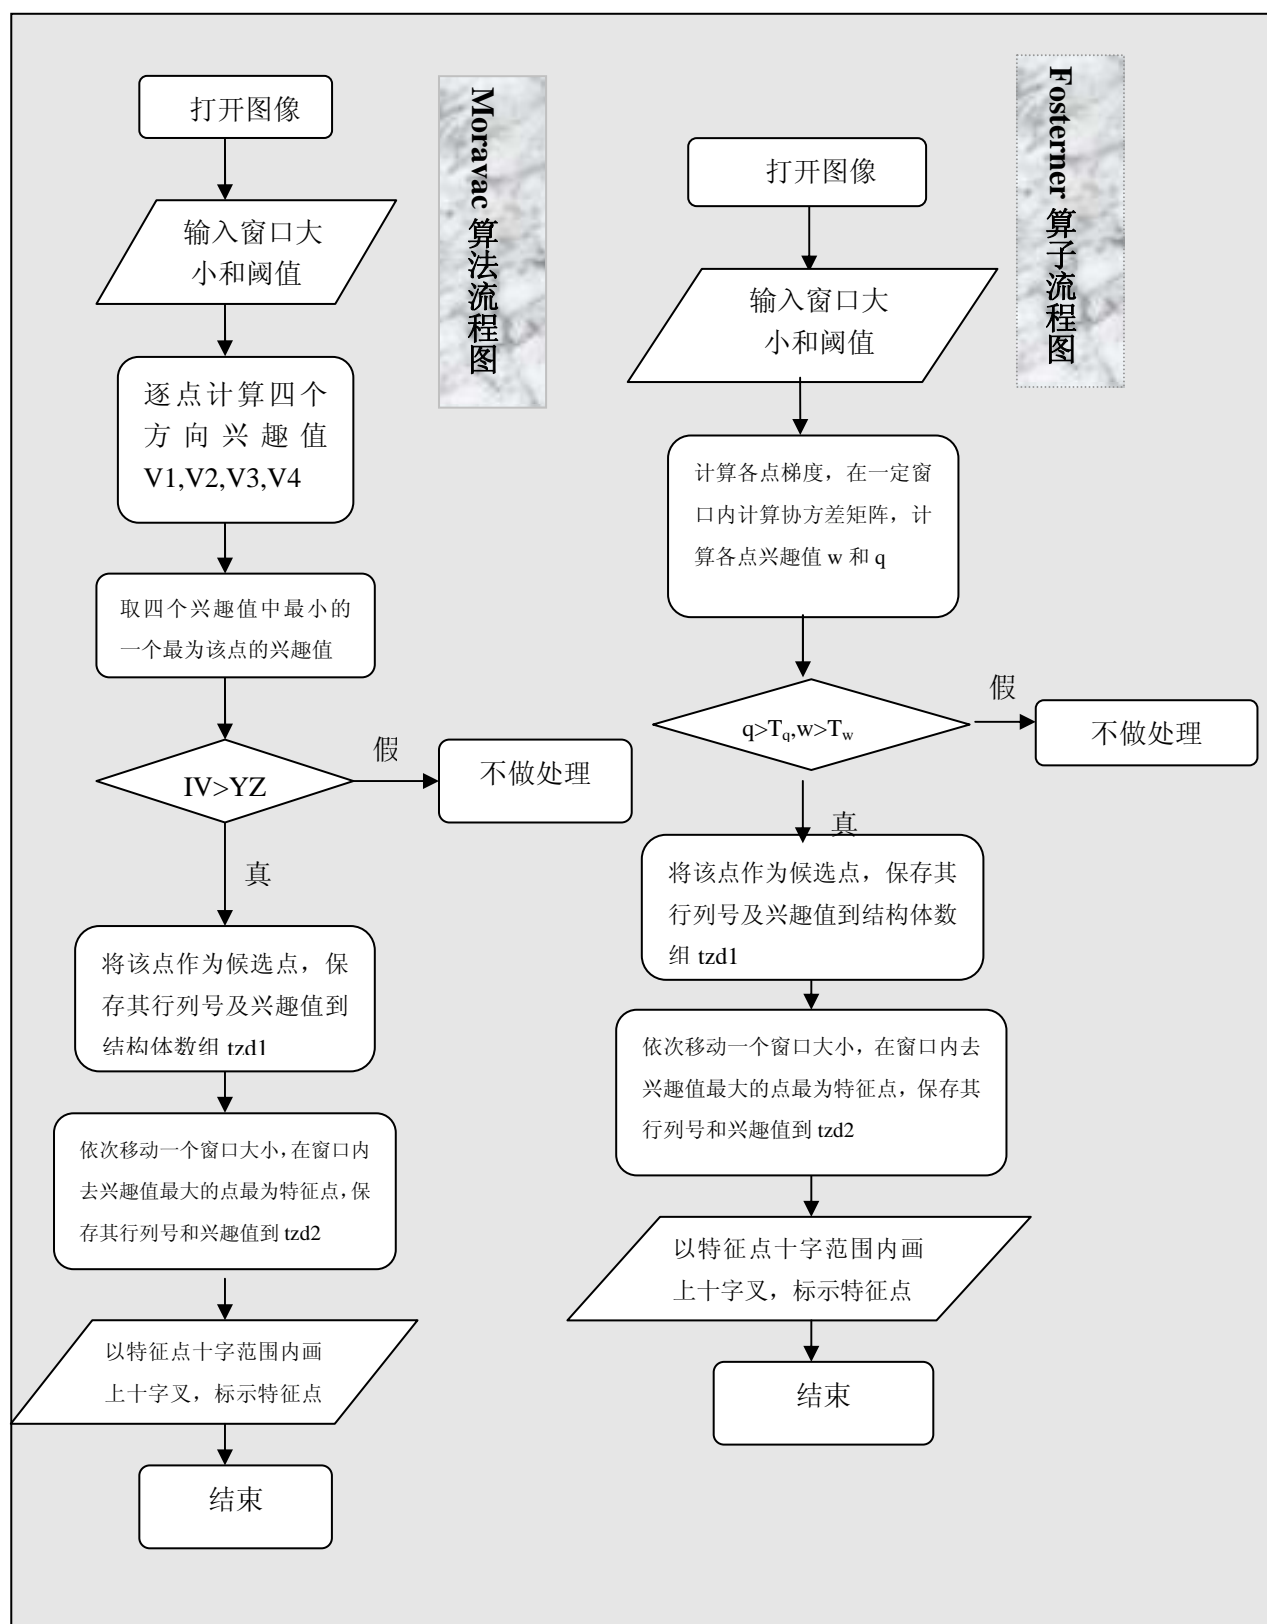 打开图像
输入窗口大
小和阈值
逐点计算四个
方向兴趣值
V1,V2,V3,V4
取四个兴趣值中最小的
一个最为该点的兴趣值
IV>YZ
假
不做处理
真
将该点作为候选点，保
存其行列号及兴趣值到
结构体数组 tzd1
依次移动一个窗口大小，在窗口内
去兴趣值最大的点最为特征点，保
存其行列号和兴趣值到 tzd2
以特征点十字范围内画
上十字叉，标示特征点
结束
Moravac 算法流程图
Fosterner 算子流程图
打开图像
输入窗口大
小和阈值
计算各点梯度，在一定窗
口内计算协方差矩阵，计
算各点兴趣值 w 和 q
q>Tq,w>Tw
假
不做处理
真
将该点作为候选点，保存其
行列号及兴趣值到结构体数
组 tzd1
依次移动一个窗口大小，在窗口内去
兴趣值最大的点最为特征点，保存其
行列号和兴趣值到 tzd2
以特征点十字范围内画
上十字叉，标示特征点
结束